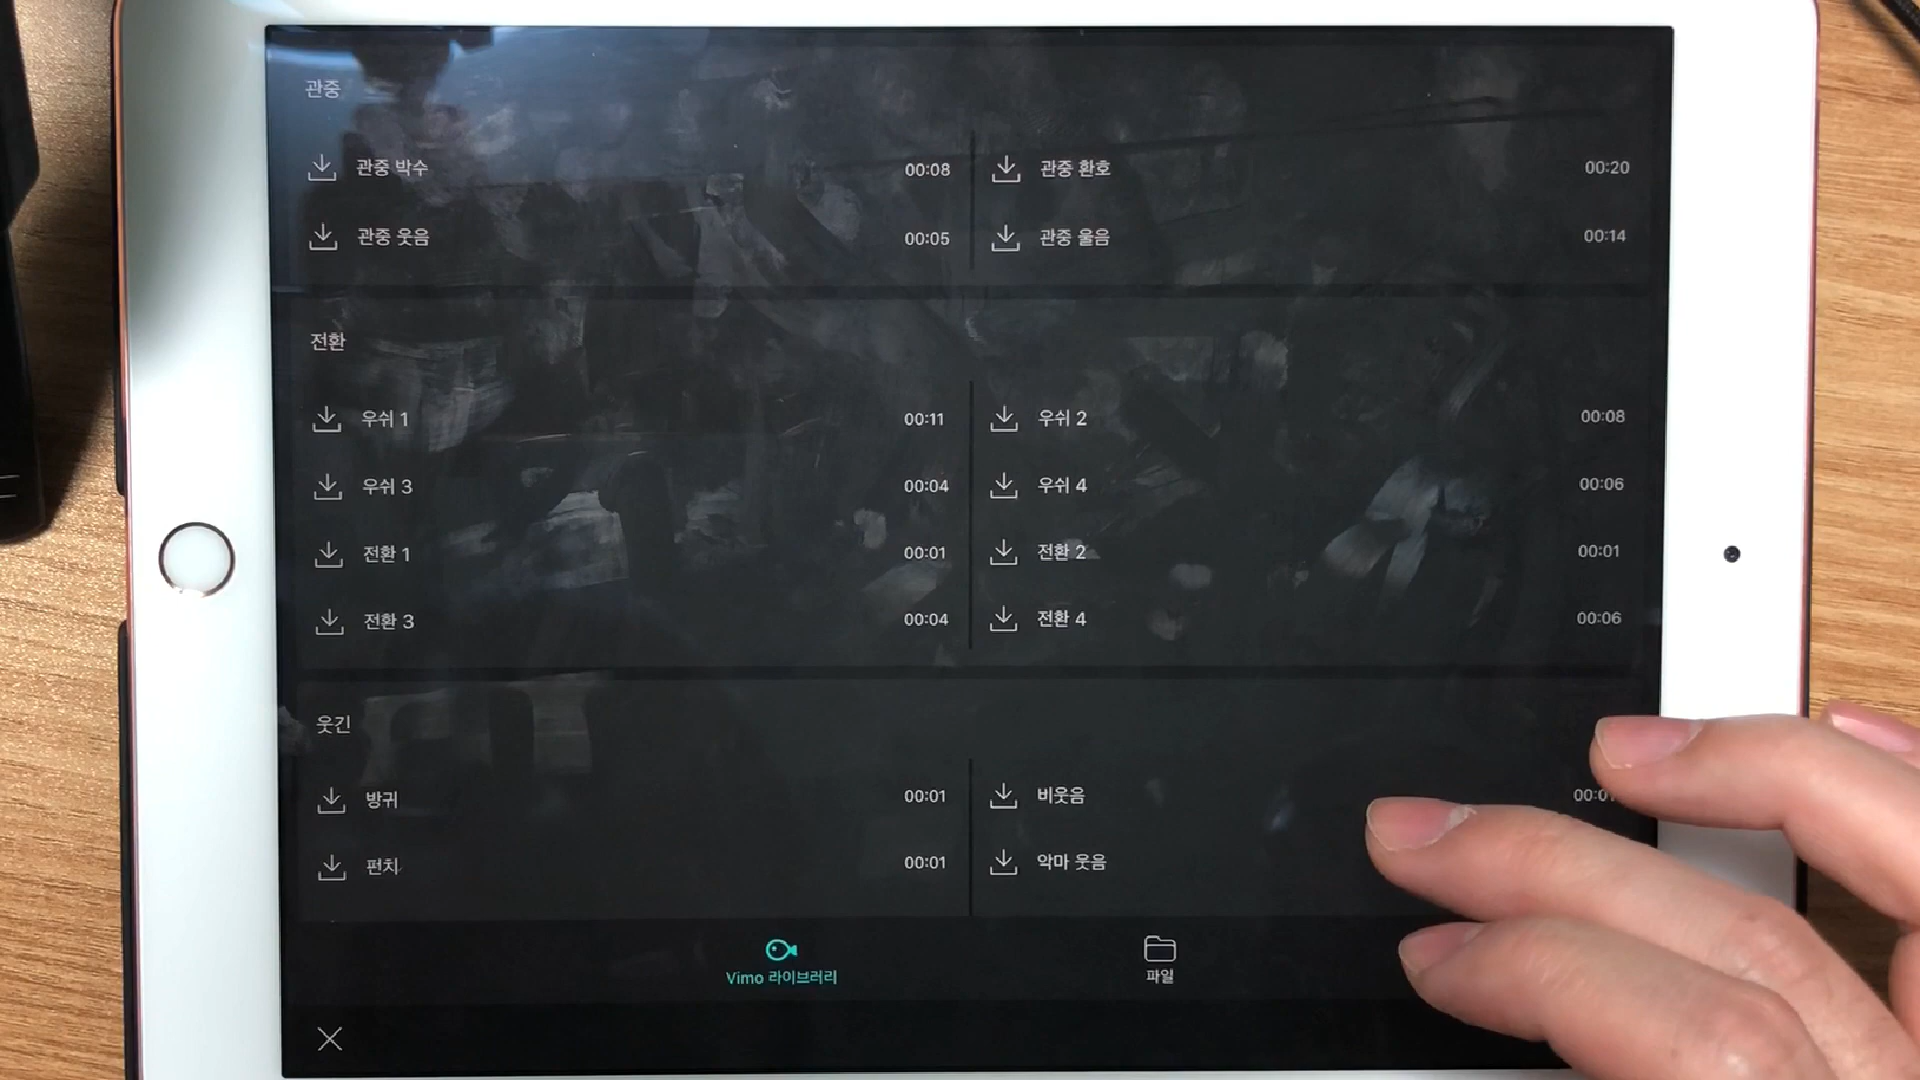 관중
관중 박수 00:08 관중 환호 00:20
관중 웃음 00:05 관중 울음 00:14
전환
우쉬 1 00:11 우쉬 2 00:08
우쉬 3 00:04 우쉬 4 00:06
전환 1 00:01 전환 2 00:01
전환 3 00:04 전환 4 00:06
웃긴
방귀 00:01 비웃음
펀치 00:01 악마 웃음
Vimo 라이브러리 파일